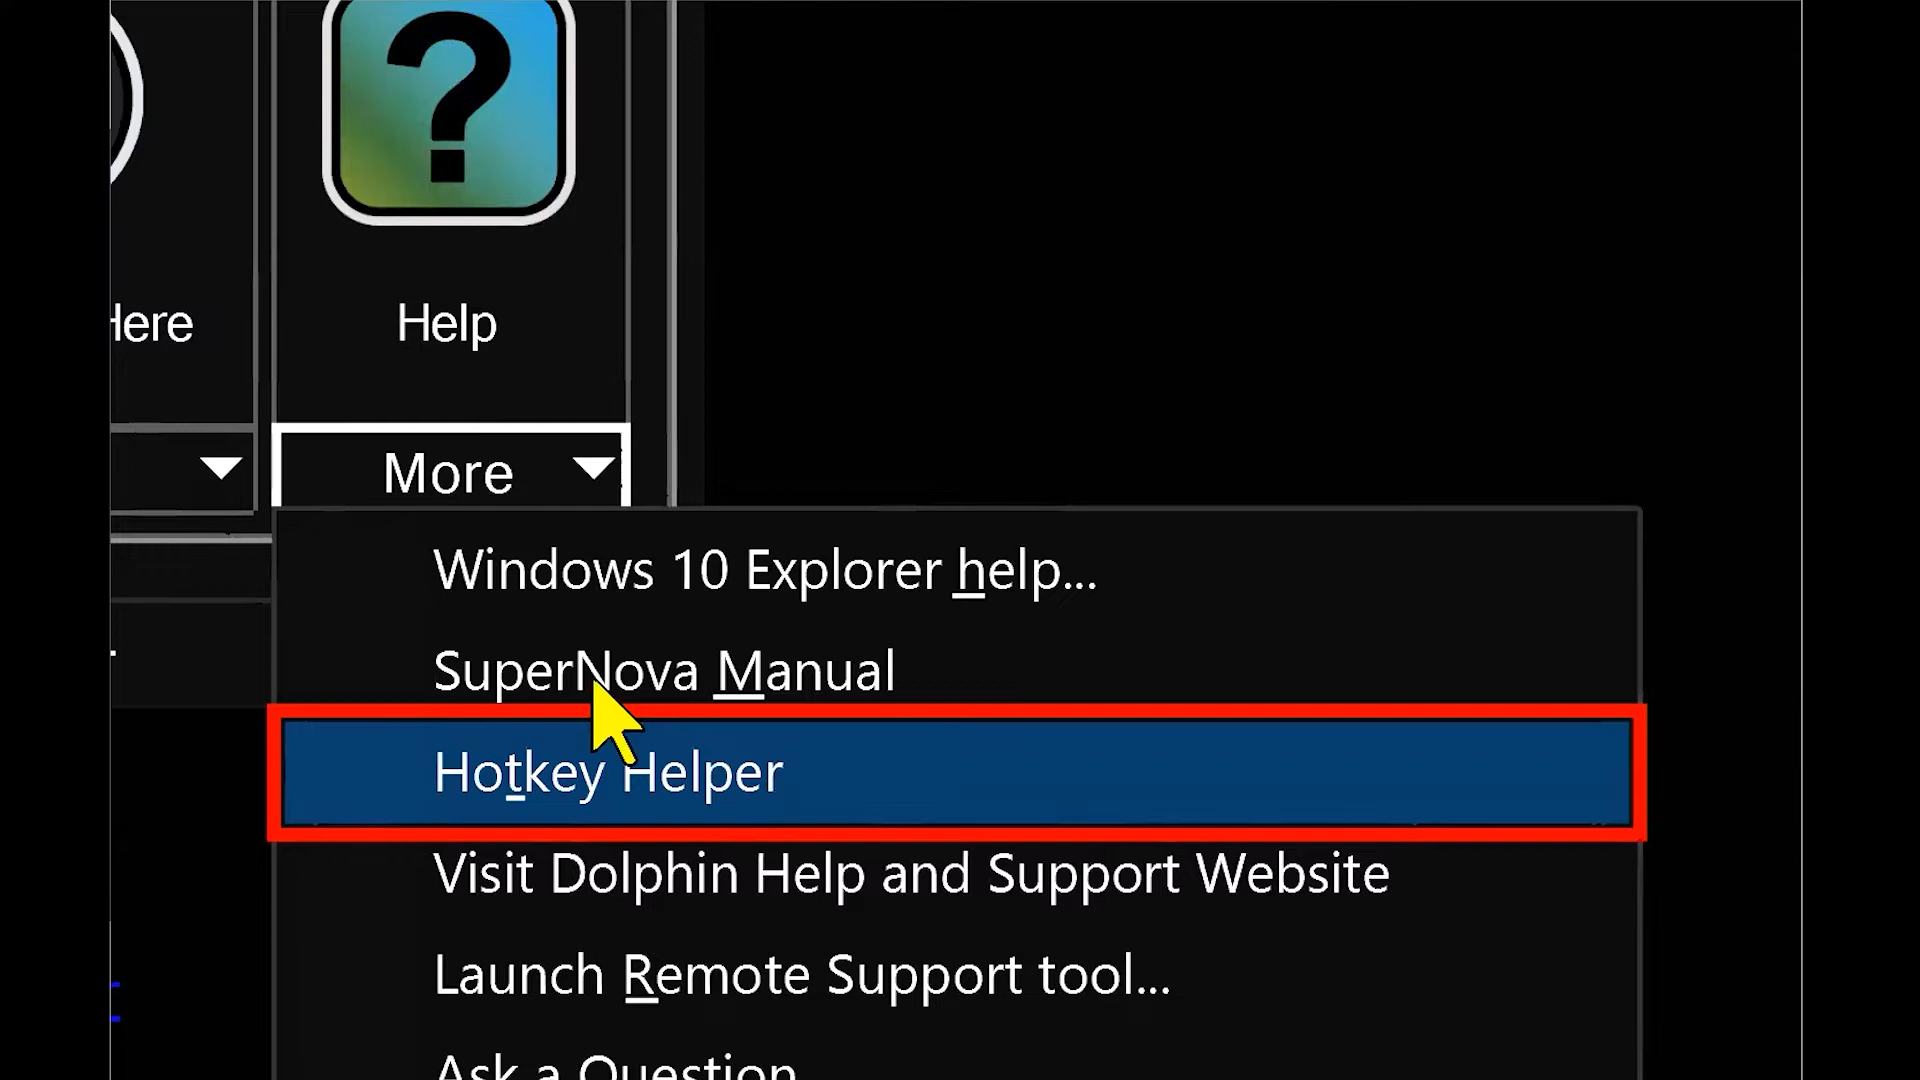 Here
Help
More
Windows 10 Explorer help...
SuperNova Manual
Hotkey Helper
Visit Dolphin Help and Support Website
Launch Remote Support tool...
Ask a Question